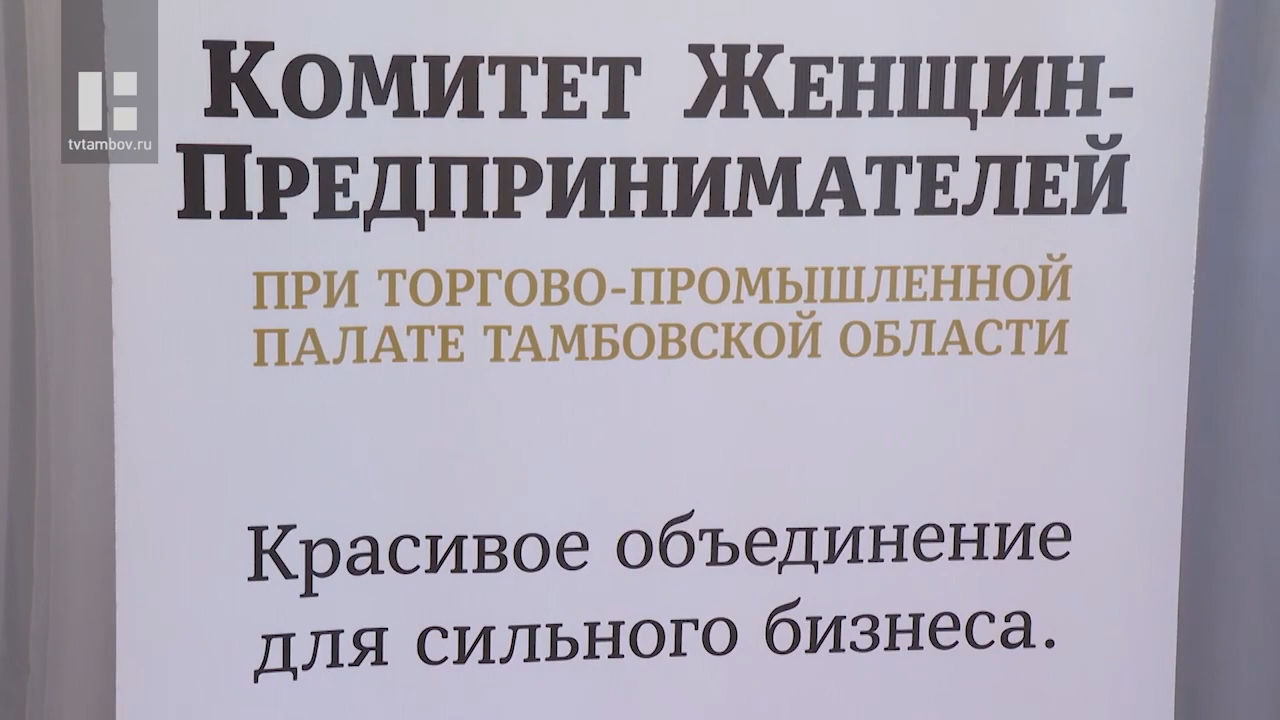 tvtambov.ru
Комитет Женщин-
Предпринимателей
ПРИ ТОРГОВО-ПРОМЫШЛЕННОЙ
ПАЛАТЕ ТАМБОВСКОЙ ОБЛАСТИ
Красивое объединение
для сильного бизнеса.